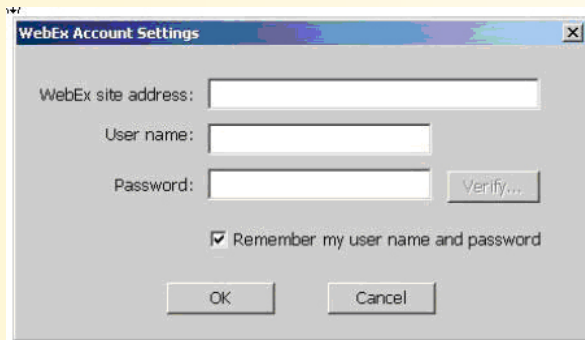 WebEx Account Settings
WebEx site address:
User name:
Password:
Verify...
Remember my user name and password
OK
Cancel